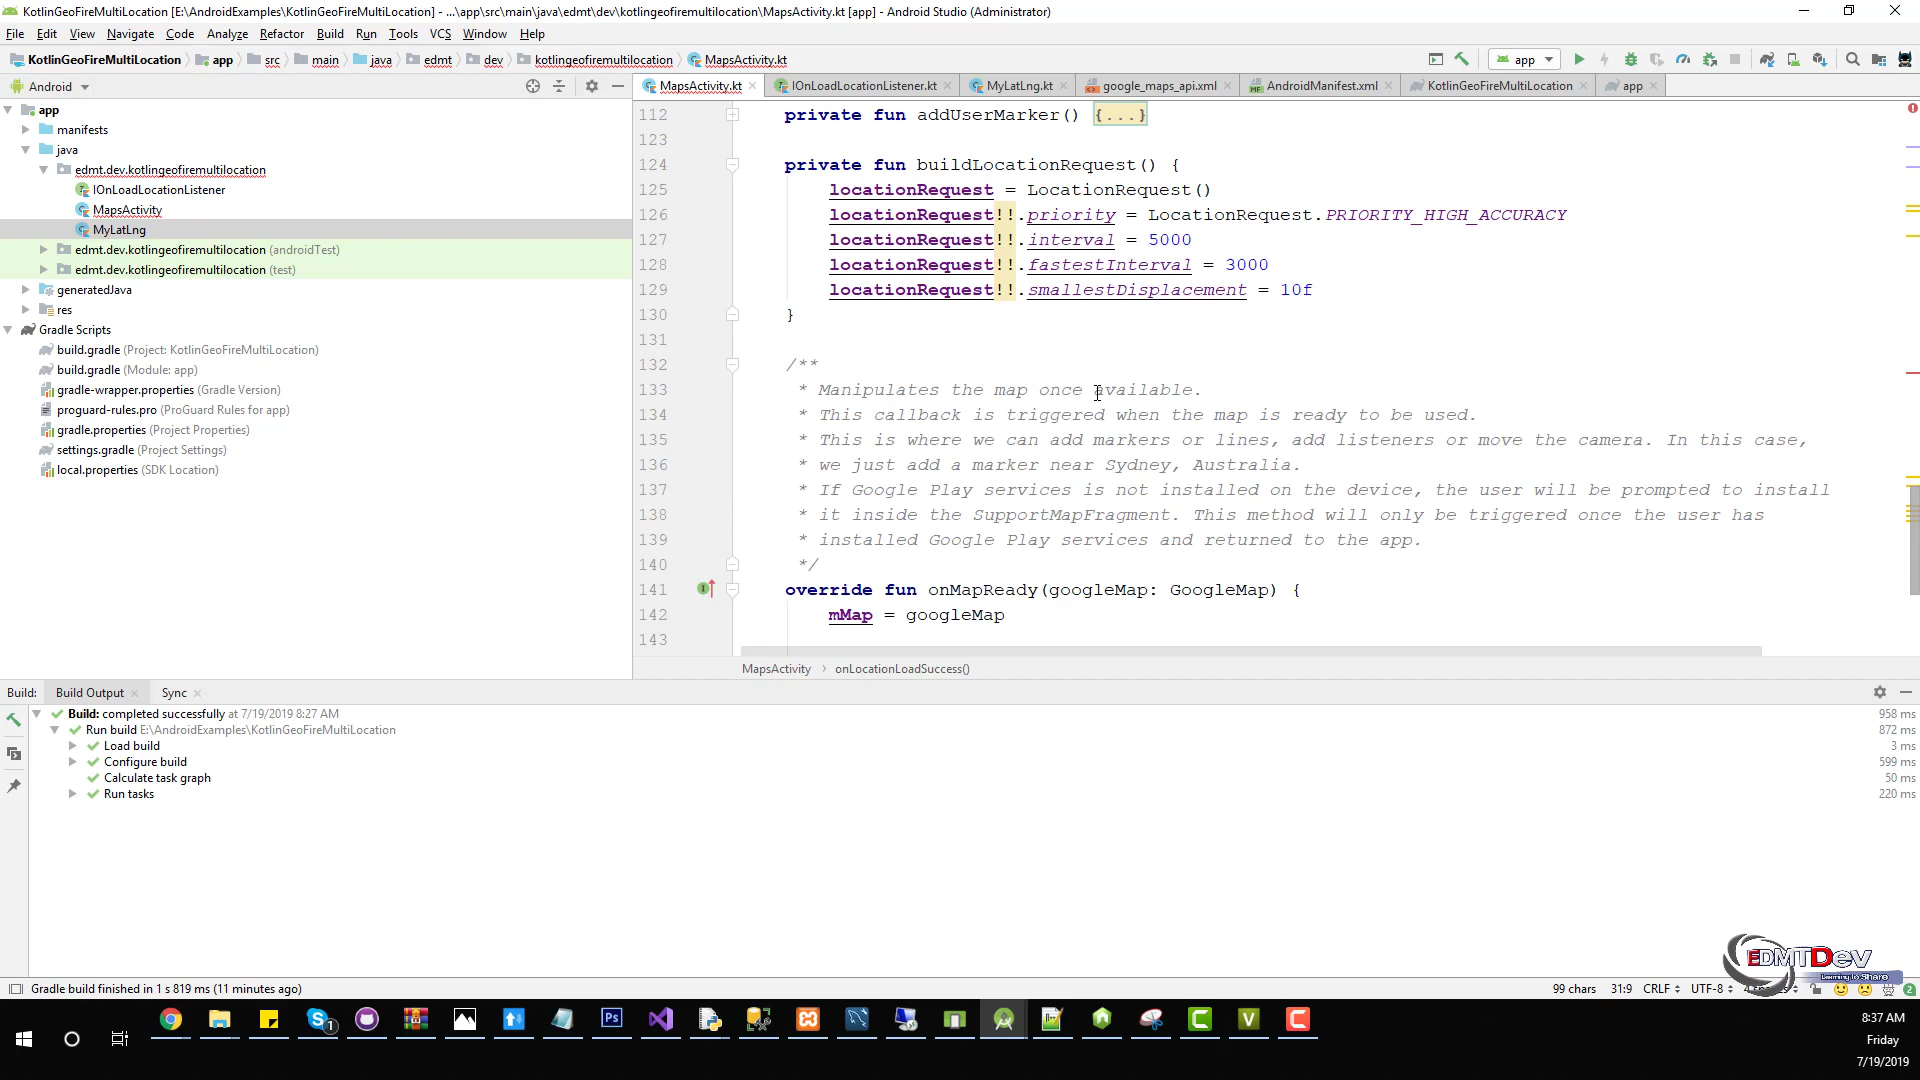 KotlinGeoFireMultiLocation [E:\AndroidExamples\KotlinGeoFireMultiLocation] - ...\app\src\main\java\edmt\dev\kotlingeofiremultilocation\MapsActivity.kt [app] - Android Studio (Administrator)
File Edit View Navigate Code Analyze Refactor Build Run Tools VCS Window Help
KotlinGeoFireMultiLocation app src main java edmt dev kotlingeofiremultilocation MapsActivity.kt app
Android MapsActivity.kt IOnLoadLocationListener.kt MyLatLng.kt google_maps_api.xml AndroidManifest.xml KotlinGeoFireMultiLocation app
app
manifests
java
edmt.dev.kotlingeofiremultilocation
IOnLoadLocationListener
MapsActivity
MyLatLng
edmt.dev.kotlingeofiremultilocation (androidTest)
edmt.dev.kotlingeofiremultilocation (test)
generatedJava
res
Gradle Scripts
build.gradle (Project: KotlinGeoFireMultiLocation)
build.gradle (Module: app)
gradle-wrapper.properties (Gradle Version)
proguard-rules.pro (ProGuard Rules for app)
gradle.properties (Project Properties)
settings.gradle (Project Settings)
local.properties (SDK Location)
112 private fun addUserMarker() {...}
123
124 private fun buildLocationRequest() {
125 locationRequest = LocationRequest()
126 locationRequest!!.priority = LocationRequest.PRIORITY_HIGH_ACCURACY
127 locationRequest!!.interval = 5000
128 locationRequest!!.fastestInterval = 3000
129 locationRequest!!.smallestDisplacement = 10f
130 }
131
132 /**
133 * Manipulates the map once available.
134 * This callback is triggered when the map is ready to be used.
135 * This is where we can add markers or lines, add listeners or move the camera. In this case,
136 * we just add a marker near Sydney, Australia.
137 * If Google Play services is not installed on the device, the user will be prompted to install
138 * it inside the SupportMapFragment. This method will only be triggered once the user has
139 * installed Google Play services and returned to the app.
140 */
141 override fun onMapReady(googleMap: GoogleMap) {
142 mMap = googleMap
143
MapsActivity › onLocationLoadSuccess()
Build: Build Output Sync
Build: completed successfully at 7/19/2019 8:27 AM 958 ms
Run build E:\AndroidExamples\KotlinGeoFireMultiLocation 872 ms
Load build 3 ms
Configure build 599 ms
Calculate task graph 50 ms
Run tasks 220 ms
EDMTDev
Learning to Share
Gradle build finished in 1 s 819 ms (11 minutes ago) 99 chars 31:9 CRLF UTF-8 2
8:37 AM
Friday
7/19/2019